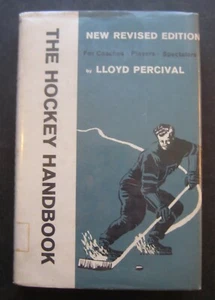 NEW REVISED EDITION
For Coaches · Players · Spectators
by LLOYD PERCIVAL
THE HOCKEY HANDBOOK